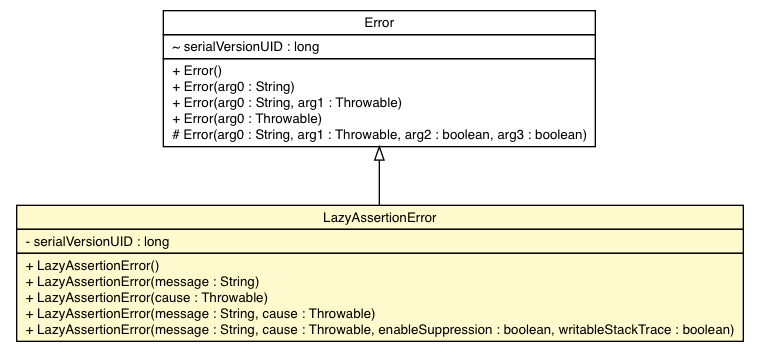 Error
~ serialVersionUID : long
+ Error()
+ Error(arg0 : String)
+ Error(arg0 : String, arg1 : Throwable)
+ Error(arg0 : Throwable)
# Error(arg0 : String, arg1 : Throwable, arg2 : boolean, arg3 : boolean)
LazyAssertionError
- serialVersionUID : long
+ LazyAssertionError()
+ LazyAssertionError(message : String)
+ LazyAssertionError(cause : Throwable)
+ LazyAssertionError(message : String, cause : Throwable)
+ LazyAssertionError(message : String, cause : Throwable, enableSuppression : boolean, writableStackTrace : boolean)